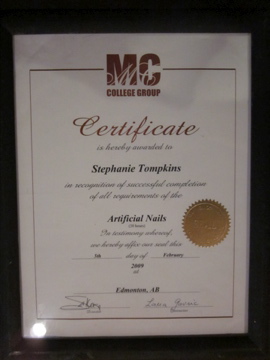 MC
COLLEGE GROUP
Certificate
is hereby awarded to
Stephanie Tompkins
in recognition of successful completion
of all requirements of the
Artificial Nails
In testimony whereof,
we hereby affix our seal this
5th day of February
2009
at
Edmonton, AB